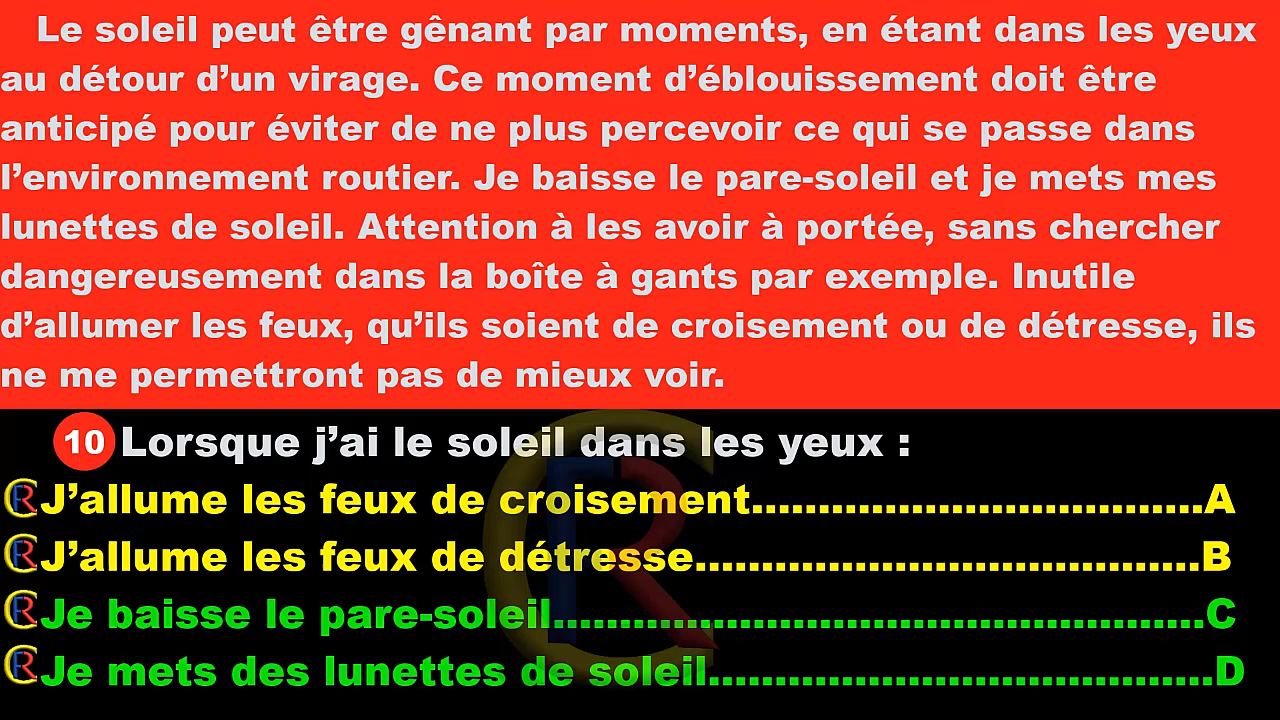 Le soleil peut être gênant par moments, en étant dans les yeux
au détour d’un virage. Ce moment d’éblouissement doit être
anticipé pour éviter de ne plus percevoir ce qui se passe dans
l’environnement routier. Je baisse le pare-soleil et je mets mes
lunettes de soleil. Attention à les avoir à portée, sans chercher
dangereusement dans la boîte à gants par exemple. Inutile
d’allumer les feux, qu’ils soient de croisement ou de détresse, ils
ne me permettront pas de mieux voir.
10 Lorsque j’ai le soleil dans les yeux :
J’allume les feux de croisement..................................A
J’allume les feux de détresse......................................B
Je baisse le pare-soleil.................................................C
Je mets des lunettes de soleil......................................D